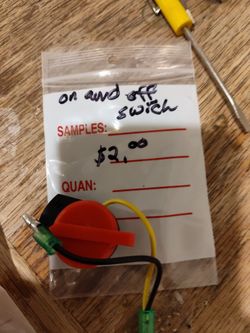 on and off
swich
SAMPLES:
$2.00
QUAN: